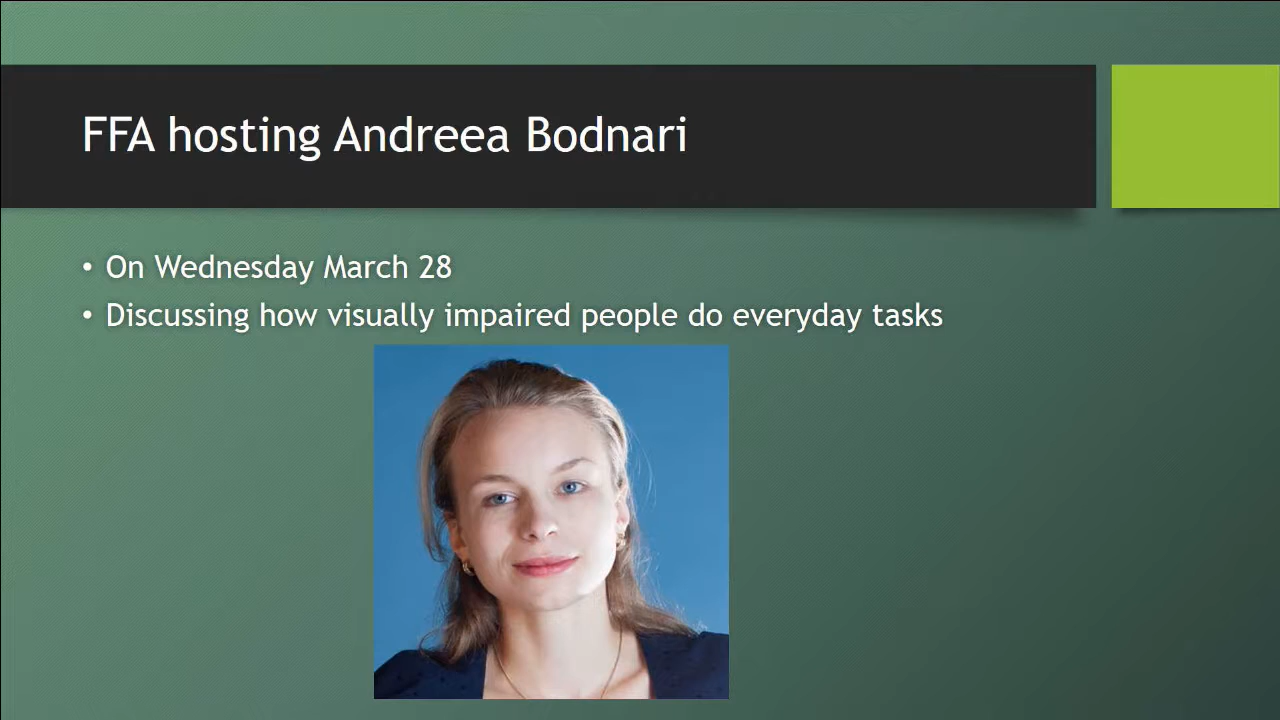 FFA hosting Andreea Bodnari
• On Wednesday March 28
• Discussing how visually impaired people do everyday tasks